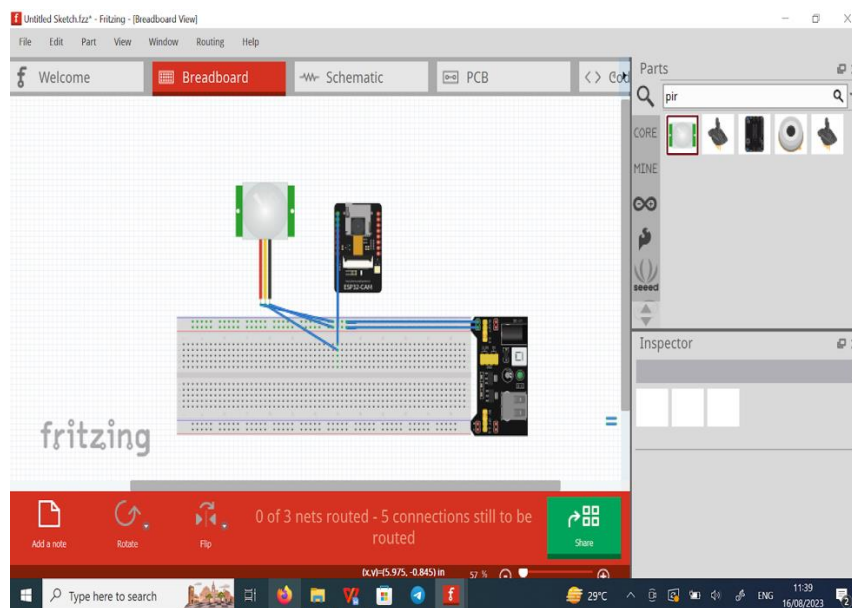 Untitled Sketch.fzz* - Fritzing - [Breadboard View]
File Edit Part View Window Routing Help
Welcome
Breadboard
Schematic
PCB
Parts
pir
CORE
MINE
seeed
ESP32-CAM
Inspector
fritzing
0 of 3 nets routed - 5 connections still to be
routed
Add a note
Rotate
Flip
Share
(x,y)=(5.975, -0.845) in
57 %
Type here to search
29°C
ENG
11:39
16/08/2023